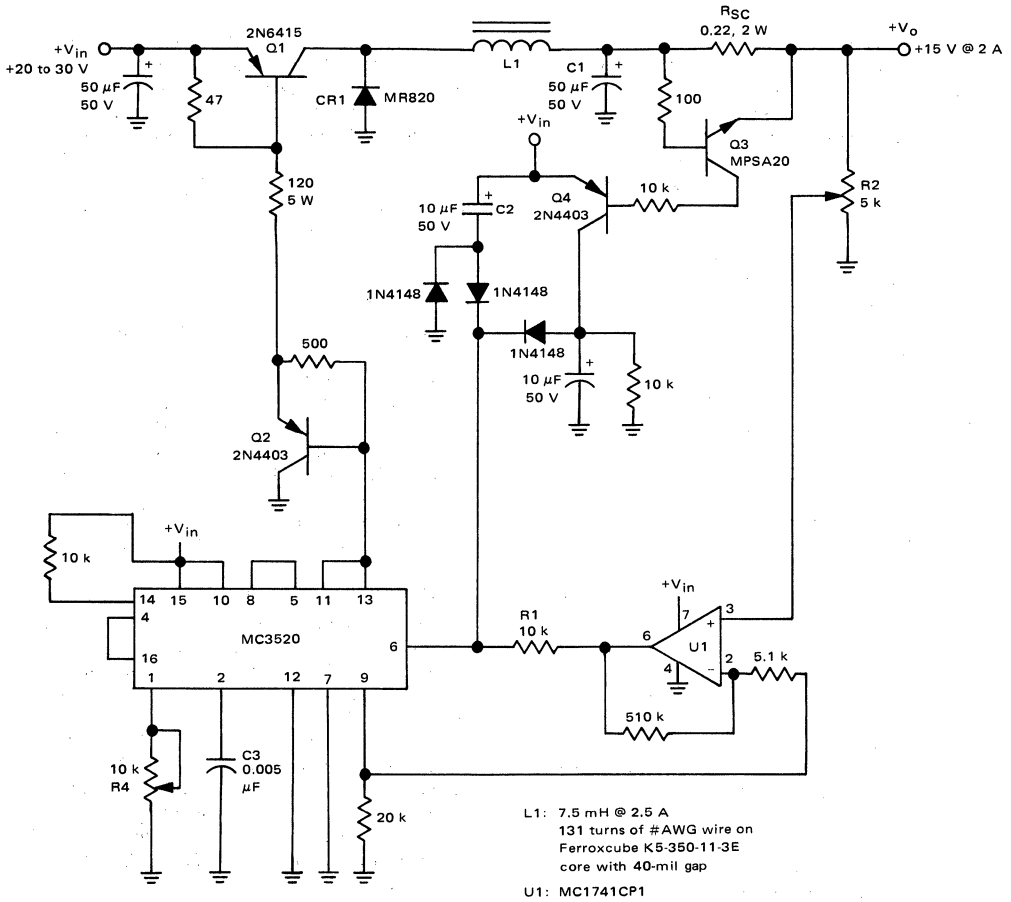 +Vin
+20 to 30 V
50 µF
50 V
+
47
2N6415
Q1
CR1
MR820
L1
C1
50 µF
50 V
+
RSC
0.22, 2 W
+Vo
+15 V @ 2 A
100
Q3
MPSA20
R2
5 k
120
5 W
+Vin
+
10 µF
50 V
C2
Q4
2N4403
10 k
1N4148
1N4148
1N4148
10 µF
50 V
+
10 k
500
Q2
2N4403
+Vin
10 k
14
15
10
8
5
11
13
4
16
MC3520
6
1
2
12
7
9
R1
10 k
+Vin
7
3
+
6
U1
4
2
–
5.1 k
510 k
10 k
R4
C3
0.005
µF
20 k
L1: 7.5 mH @ 2.5 A
131 turns of #AWG wire on
Ferroxcube K5-350-11-3E
core with 40-mil gap
U1: MC1741CP1